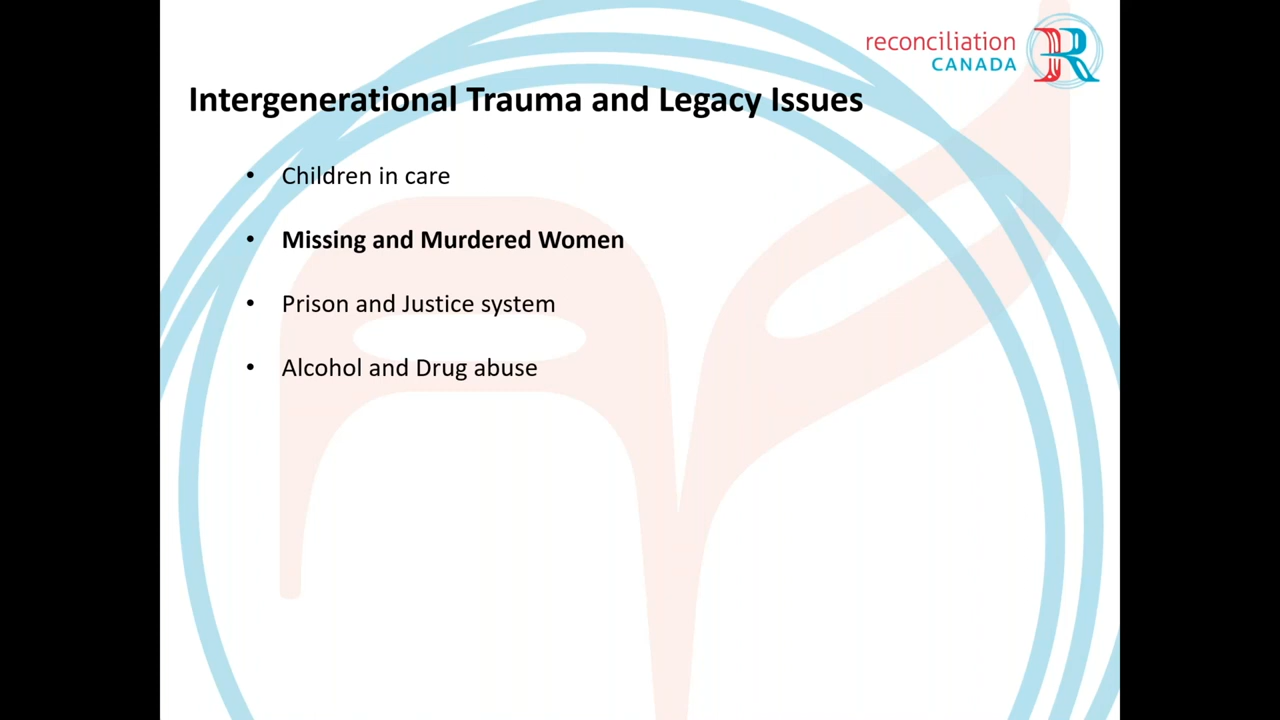 reconciliation
CANADA
Intergenerational Trauma and Legacy Issues
• Children in care
• Missing and Murdered Women
• Prison and Justice system
• Alcohol and Drug abuse